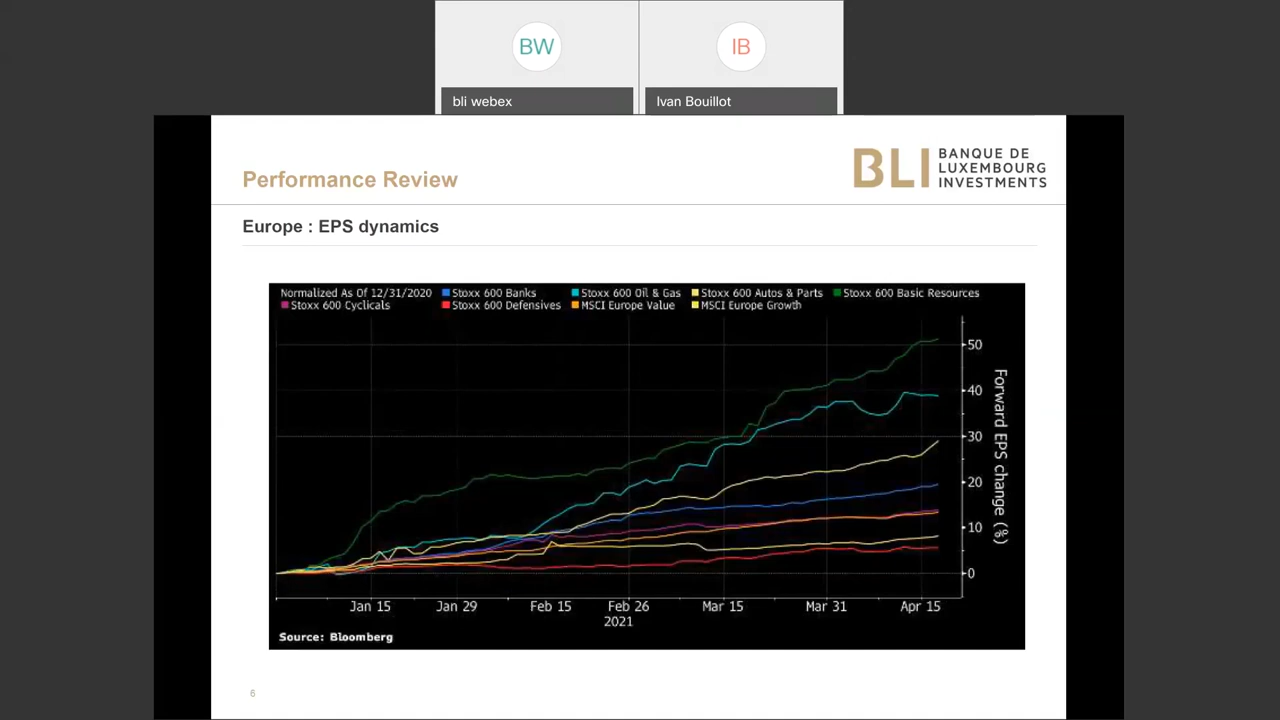 BW
IB
bli webex
Ivan Bouillot
Performance Review
BLI BANQUE DE
LUXEMBOURG
INVESTMENTS
Europe : EPS dynamics
Normalized As Of 12/31/2020 Stoxx 600 Banks Stoxx 600 Oil & Gas Stoxx 600 Autos & Parts Stoxx 600 Basic Resources
Stoxx 600 Cyclicals Stoxx 600 Defensives MSCI Europe Value MSCI Europe Growth
50
40
30
20
10
0
Forward EPS change (%)
Jan 15 Jan 29 Feb 15 Feb 26 Mar 15 Mar 31 Apr 15
2021
Source: Bloomberg
6